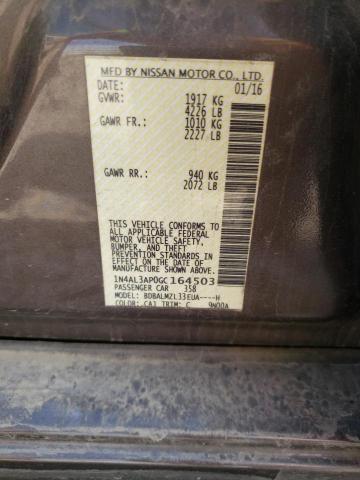 MFD BY NISSAN MOTOR CO., LTD.
DATE: 01/16
GVWR: 1917 KG
4226 LB
GAWR FR.: 1010 KG
2227 LB
GAWR RR.: 940 KG
2072 LB
THIS VEHICLE CONFORMS TO
ALL APPLICABLE FEDERAL
MOTOR VEHICLE SAFETY,
BUMPER, AND THEFT
PREVENTION STANDARDS
IN EFFECT ON THE DATE OF
MANUFACTURE SHOWN ABOVE.
1N4AL3AP0GC164503
PASSENGER CAR 358
MODEL: BDBALMZL33EUA----H
COLOR: CAJ TRIM: C 9N00A